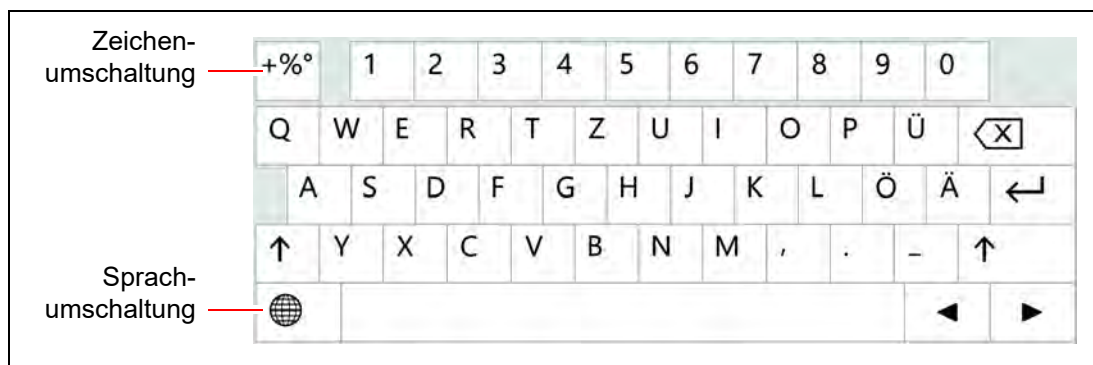 Zeichen-
umschaltung
+%° 1 2 3 4 5 6 7 8 9 0
Q W E R T Z U I O P Ü
A S D F G H J K L Ö Ä
Y X C V B N M , . _
Sprach-
umschaltung